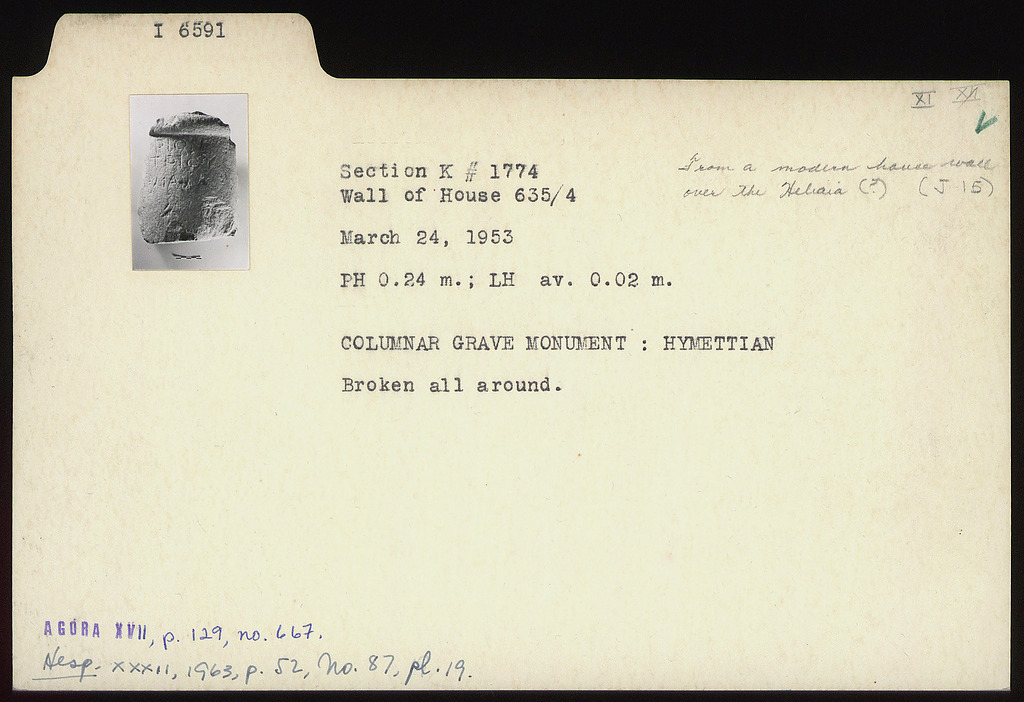 I 6591
XI XII
Section K # 1774
Wall of House 635/4
From a modern house wall
over the Heliaia (?) (J 15)
March 24, 1953
PH 0.24 m.; LH av. 0.02 m.
COLUMNAR GRAVE MONUMENT : HYMETTIAN
Broken all around.
AGORA XVII, p. 129, no. 667.
Hesp. XXXII, 1963, p. 52, No. 87, pl. 19.